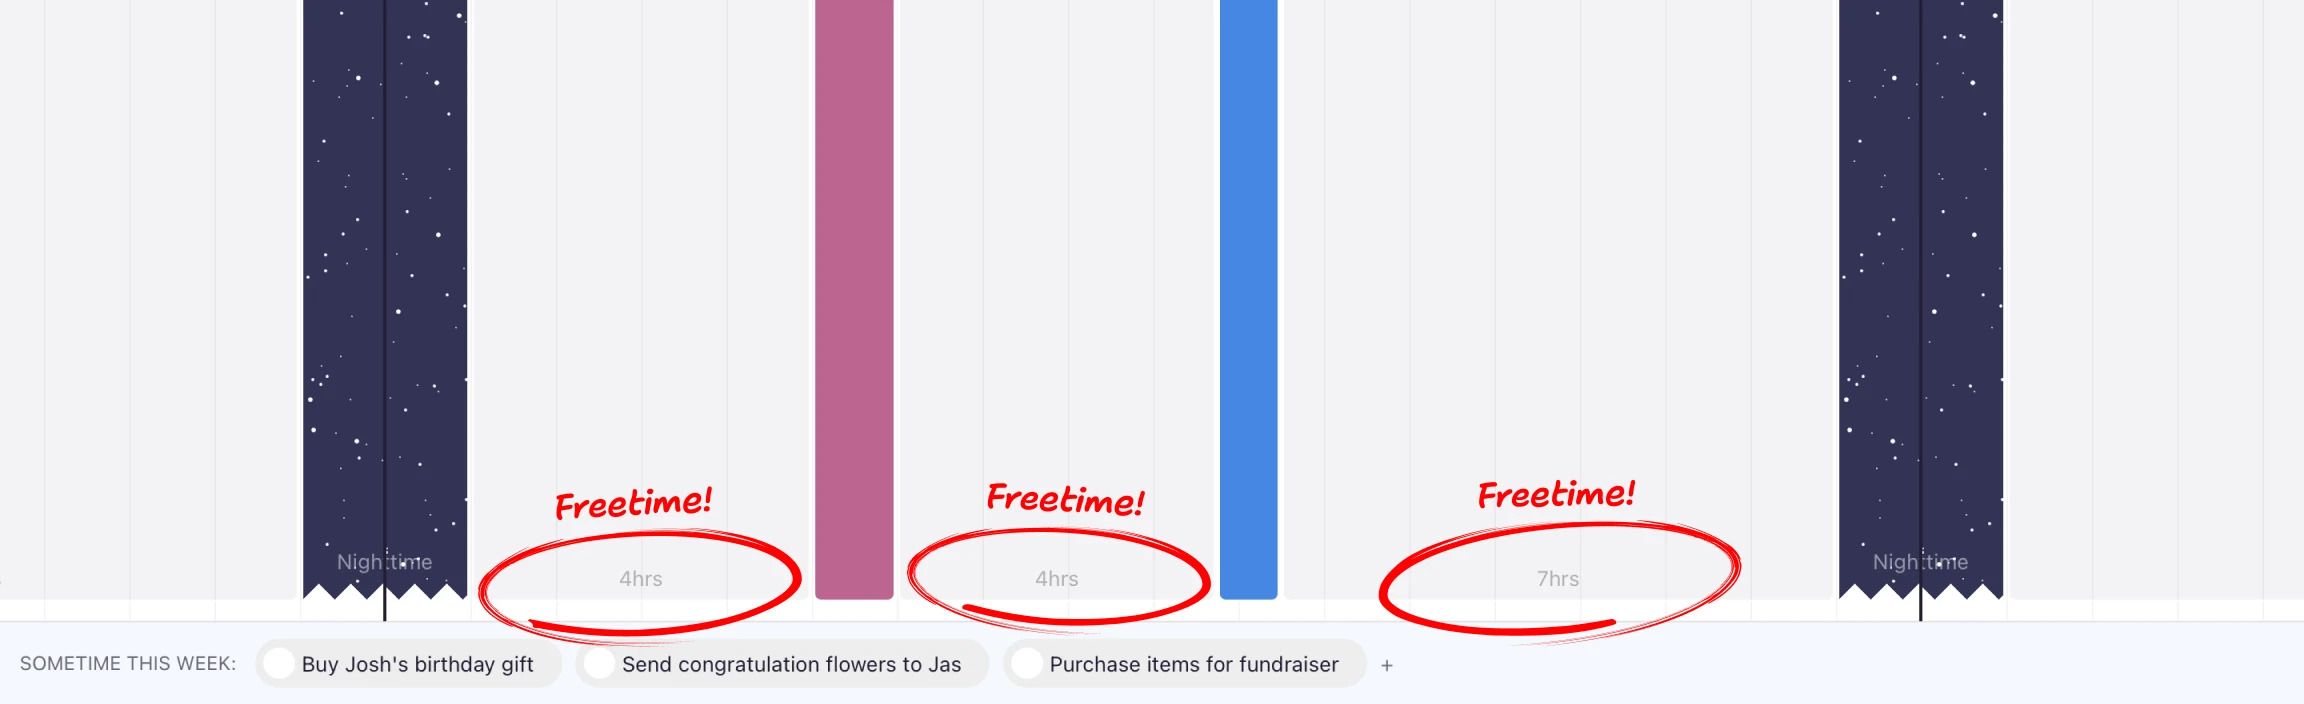 Freetime!
Freetime!
Freetime!
Nighttime
4hrs
4hrs
7hrs
Nighttime
SOMETIME THIS WEEK:
Buy Josh's birthday gift
Send congratulation flowers to Jas
Purchase items for fundraiser
+